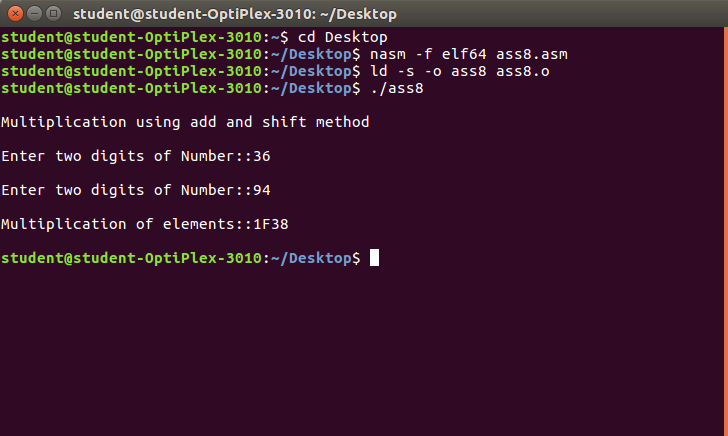 student@student-OptiPlex-3010: ~/Desktop
student@student-OptiPlex-3010:~$ cd Desktop
student@student-OptiPlex-3010:~/Desktop$ nasm -f elf64 ass8.asm
student@student-OptiPlex-3010:~/Desktop$ ld -s -o ass8 ass8.o
student@student-OptiPlex-3010:~/Desktop$ ./ass8
Multiplication using add and shift method
Enter two digits of Number::36
Enter two digits of Number::94
Multiplication of elements::1F38
student@student-OptiPlex-3010:~/Desktop$